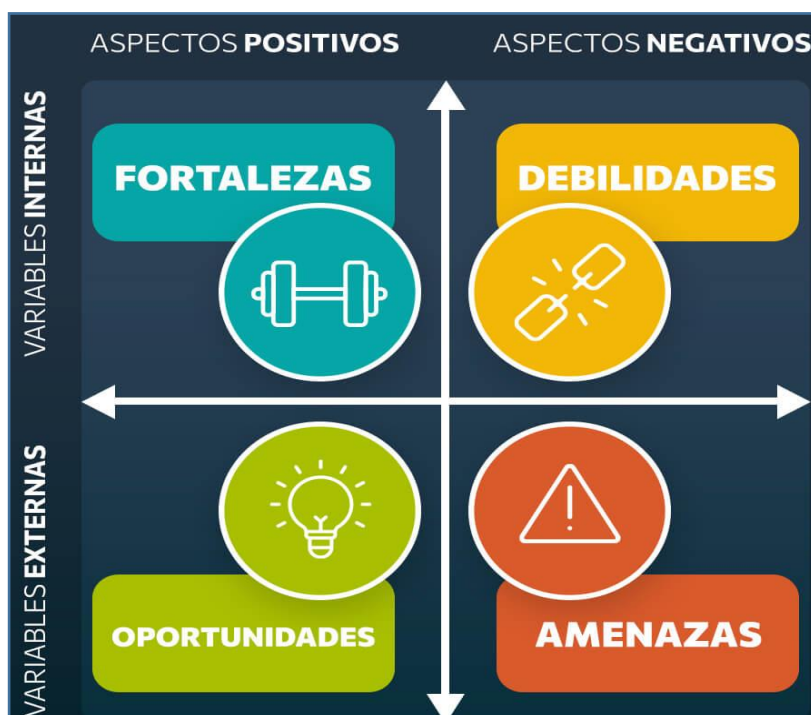 ASPECTOS POSITIVOS
ASPECTOS NEGATIVOS
VARIABLES INTERNAS
FORTALEZAS
DEBILIDADES
VARIABLES EXTERNAS
OPORTUNIDADES
AMENAZAS